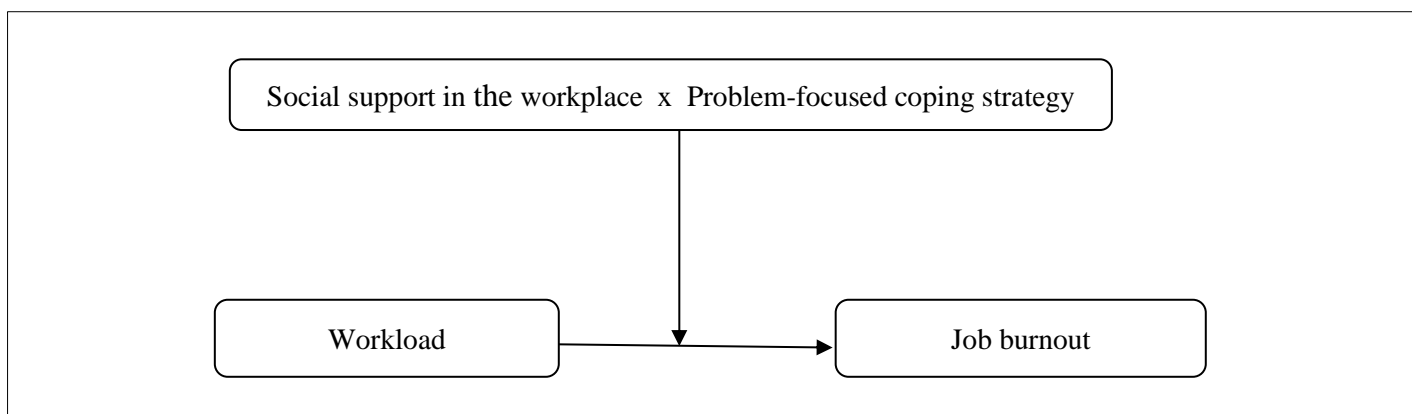 Social support in the workplace x Problem-focused coping strategy
Workload
Job burnout